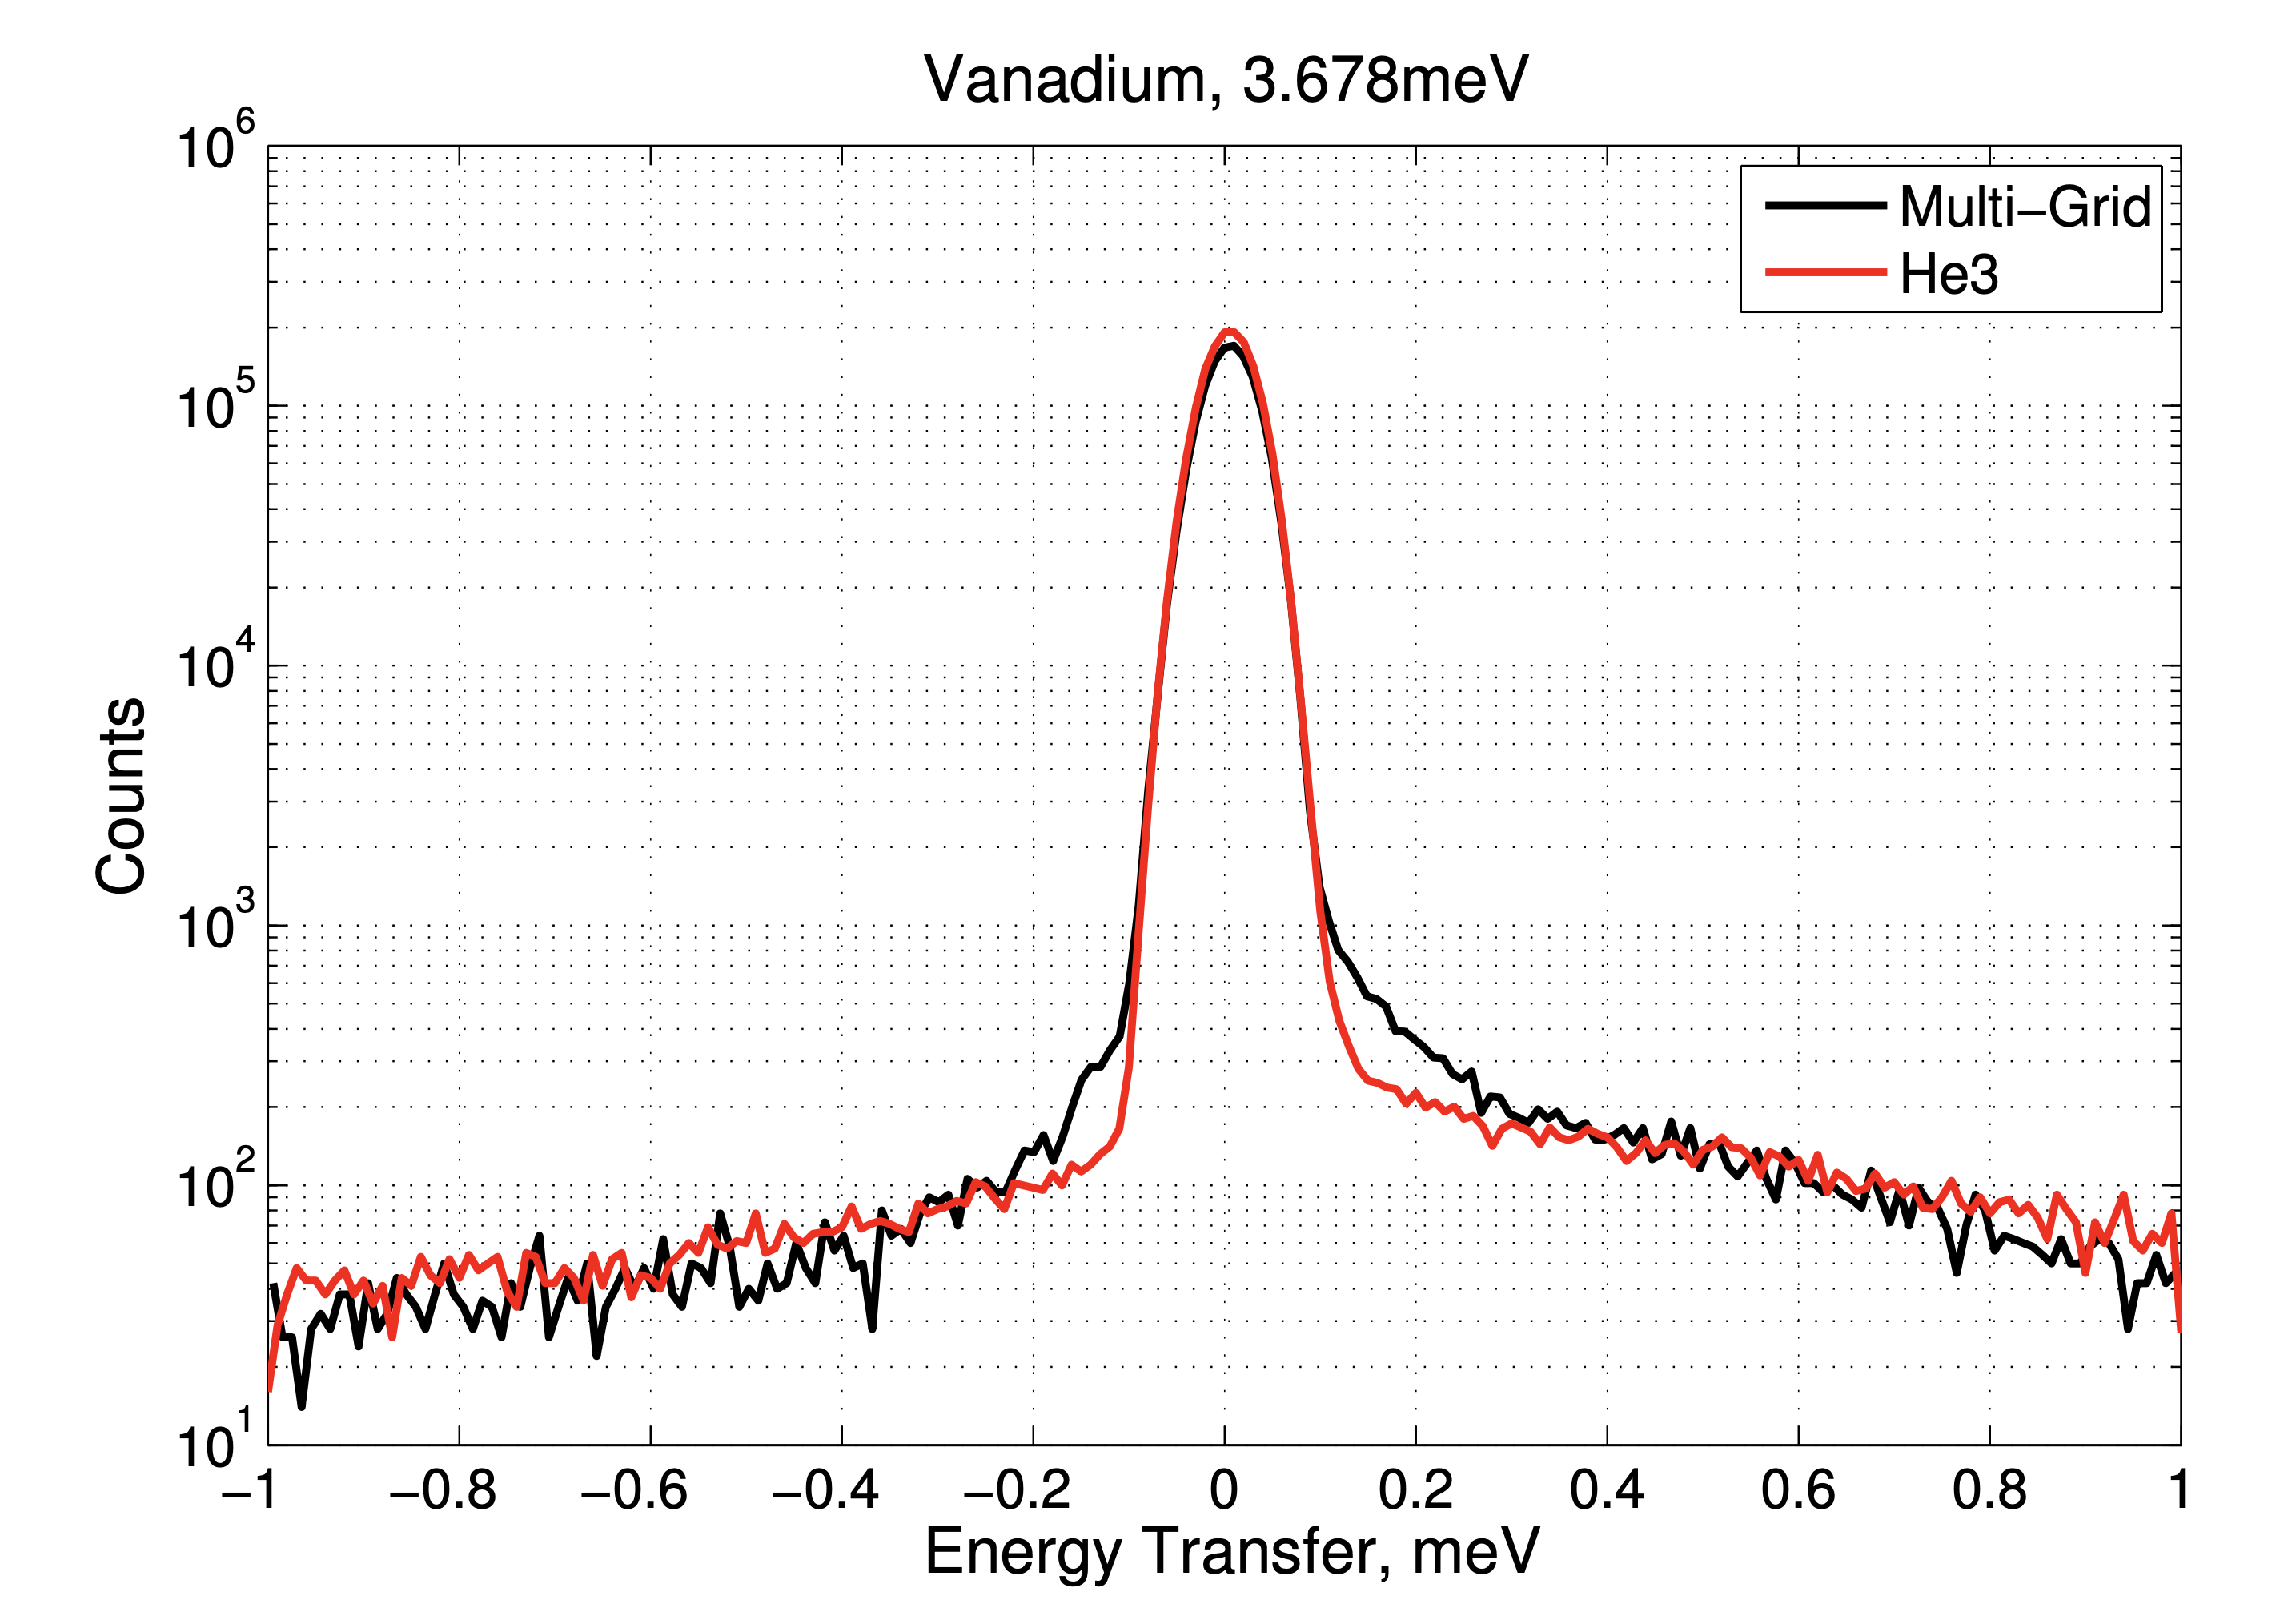 Vanadium, 3.678meV
10^6
10^5
10^4
10^3
10^2
10^1
Counts
Multi−Grid
He3
−1 −0.8 −0.6 −0.4 −0.2 0 0.2 0.4 0.6 0.8 1
Energy Transfer, meV